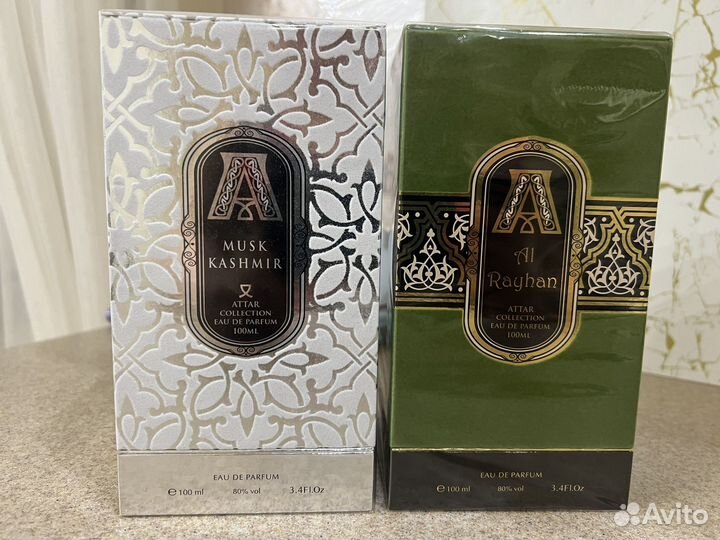 A
MUSK
KASHMIR
ATTAR
COLLECTION
EAU DE PARFUM
100ML
EAU DE PARFUM
℮ 100 ml 80% vol 3.4Fl.Oz
A
Al
Rayhan
ATTAR
COLLECTION
EAU DE PARFUM
100ML
EAU DE PARFUM
℮ 100 ml 80% vol 3.4Fl.Oz
Avito